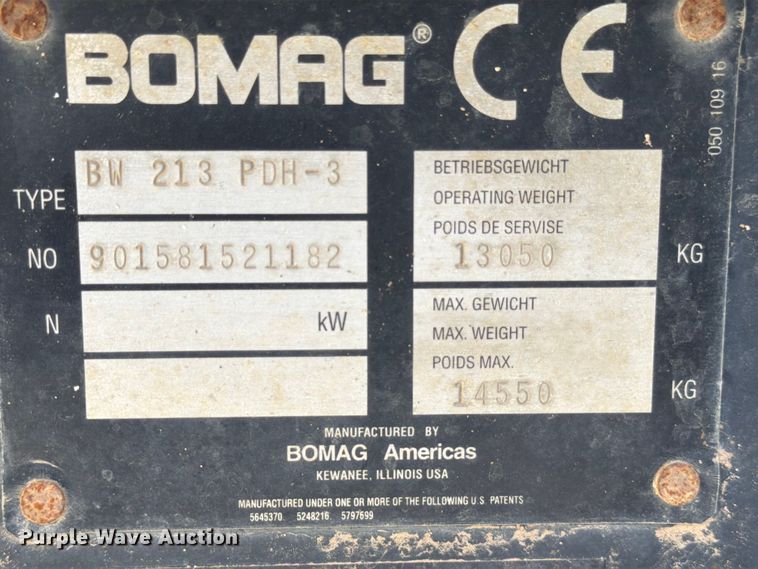 BOMAG® CE
050 109 16
TYPE BW 213 PDH-3
NO 901581521182
N kW
BETRIEBSGEWICHT
OPERATING WEIGHT
POIDS DE SERVISE
13050 KG
MAX. GEWICHT
MAX. WEIGHT
POIDS MAX.
14550 KG
MANUFACTURED BY
BOMAG Americas
KEWANEE, ILLINOIS USA
MANUFACTURED UNDER ONE OR MORE OF THE FOLLOWING U.S. PATENTS
5645370 5248216 5797699
Purple Wave Auction